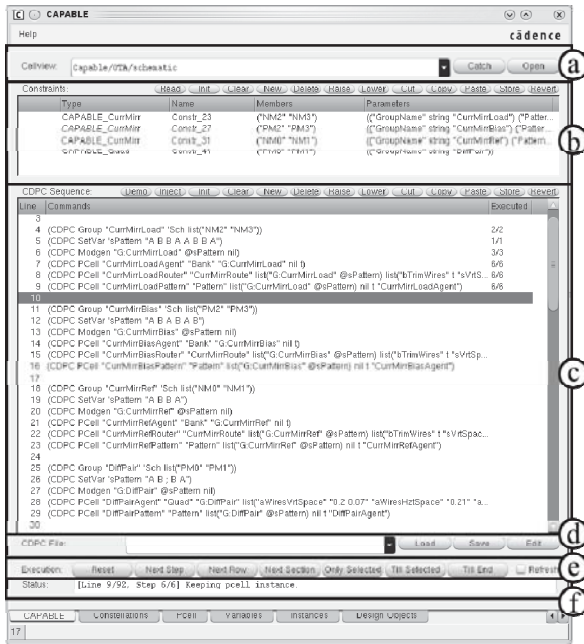 CAPABLE
Help
cādence
Cellview: Capable/OTA/schematic Catch Open
a
Constraints: Read Init Clear New Delete Raise Lower Cut Copy Paste Store Revert
Type Name Members Parameters
CAPABLE_CurrMirr Constr_23 ("NM2" "NM3") (("GroupName" string "CurrMirrLoad") ("Patter...
CAPABLE_CurrMirr Constr_27 ("PM2" "PM3") (("GroupName" string "CurrMirrBias") ("Patter...
CAPABLE_CurrMirr Constr_31 ("NM0" "NM1") (("GroupName" string "CurrMirrRef") ("Pattern...
CAPABLE_Quad Constr_41 ("PM0" "PM1") (("GroupName" string "DiffPair"))
b
CDPC Sequence: Demo Inject Init Clear New Delete Raise Lower Cut Copy Paste Store Revert
Line Commands Executed
3
4 (CDPC Group "CurrMirrLoad" 'Sch list("NM2" "NM3")) 2/2
5 (CDPC SetVar 'sPattern "A B B A A B B A") 1/1
6 (CDPC Modgen "G:CurrMirrLoad" @sPattern nil) 3/3
7 (CDPC PCell "CurrMirrLoadAgent" "Bank" "G:CurrMirrLoad" nil t) 6/6
8 (CDPC PCell "CurrMirrLoadRouter" "CurrMirrRoute" list("G:CurrMirrLoad" @sPattern) list("bTrimWires" t "sVrtS... 6/6
9 (CDPC PCell "CurrMirrLoadPattern" "Pattern" list("G:CurrMirrLoad" @sPattern) nil t "CurrMirrLoadAgent") 6/6
10
11 (CDPC Group "CurrMirrBias" 'Sch list("PM2" "PM3"))
12 (CDPC SetVar 'sPattern "A B A B A B")
13 (CDPC Modgen "G:CurrMirrBias" @sPattern nil)
14 (CDPC PCell "CurrMirrBiasAgent" "Bank" "G:CurrMirrBias" nil t)
15 (CDPC PCell "CurrMirrBiasRouter" "CurrMirrRoute" list("G:CurrMirrBias" @sPattern) list("bTrimWires" t "sVrtSp...
16 (CDPC PCell "CurrMirrBiasPattern" "Pattern" list("G:CurrMirrBias" @sPattern) nil t "CurrMirrBiasAgent")
17
18 (CDPC Group "CurrMirrRef" 'Sch list("NM0" "NM1"))
19 (CDPC SetVar 'sPattern "A B B A")
20 (CDPC Modgen "G:CurrMirrRef" @sPattern nil)
21 (CDPC PCell "CurrMirrRefAgent" "Bank" "G:CurrMirrRef" nil t)
22 (CDPC PCell "CurrMirrRefRouter" "CurrMirrRoute" list("G:CurrMirrRef" @sPattern) list("bTrimWires" t "sVrtSpac...
23 (CDPC PCell "CurrMirrRefPattern" "Pattern" list("G:CurrMirrRef" @sPattern) nil t "CurrMirrRefAgent")
24
25 (CDPC Group "DiffPair" 'Sch list("PM0" "PM1"))
26 (CDPC SetVar 'sPattern "A B ; B A")
27 (CDPC Modgen "G:DiffPair" @sPattern nil)
28 (CDPC PCell "DiffPairAgent" "Quad" "G:DiffPair" list("aWiresVrtSpace" "0.2 0.07" "aWiresHztSpace" "0.21" "a...
29 (CDPC PCell "DiffPairPattern" "Pattern" list("G:DiffPair" @sPattern) nil t "DiffPairAgent")
30
c
CDPC File: Load Save Edit
d
Execution: Reset Next Step Next Row Next Section Only Selected Till Selected Till End Refresh
e
Status: [Line 9/92, Step 6/6] Keeping pcell instance.
f
CAPABLE Constellations Pcell Variables Instances Design Objects
17